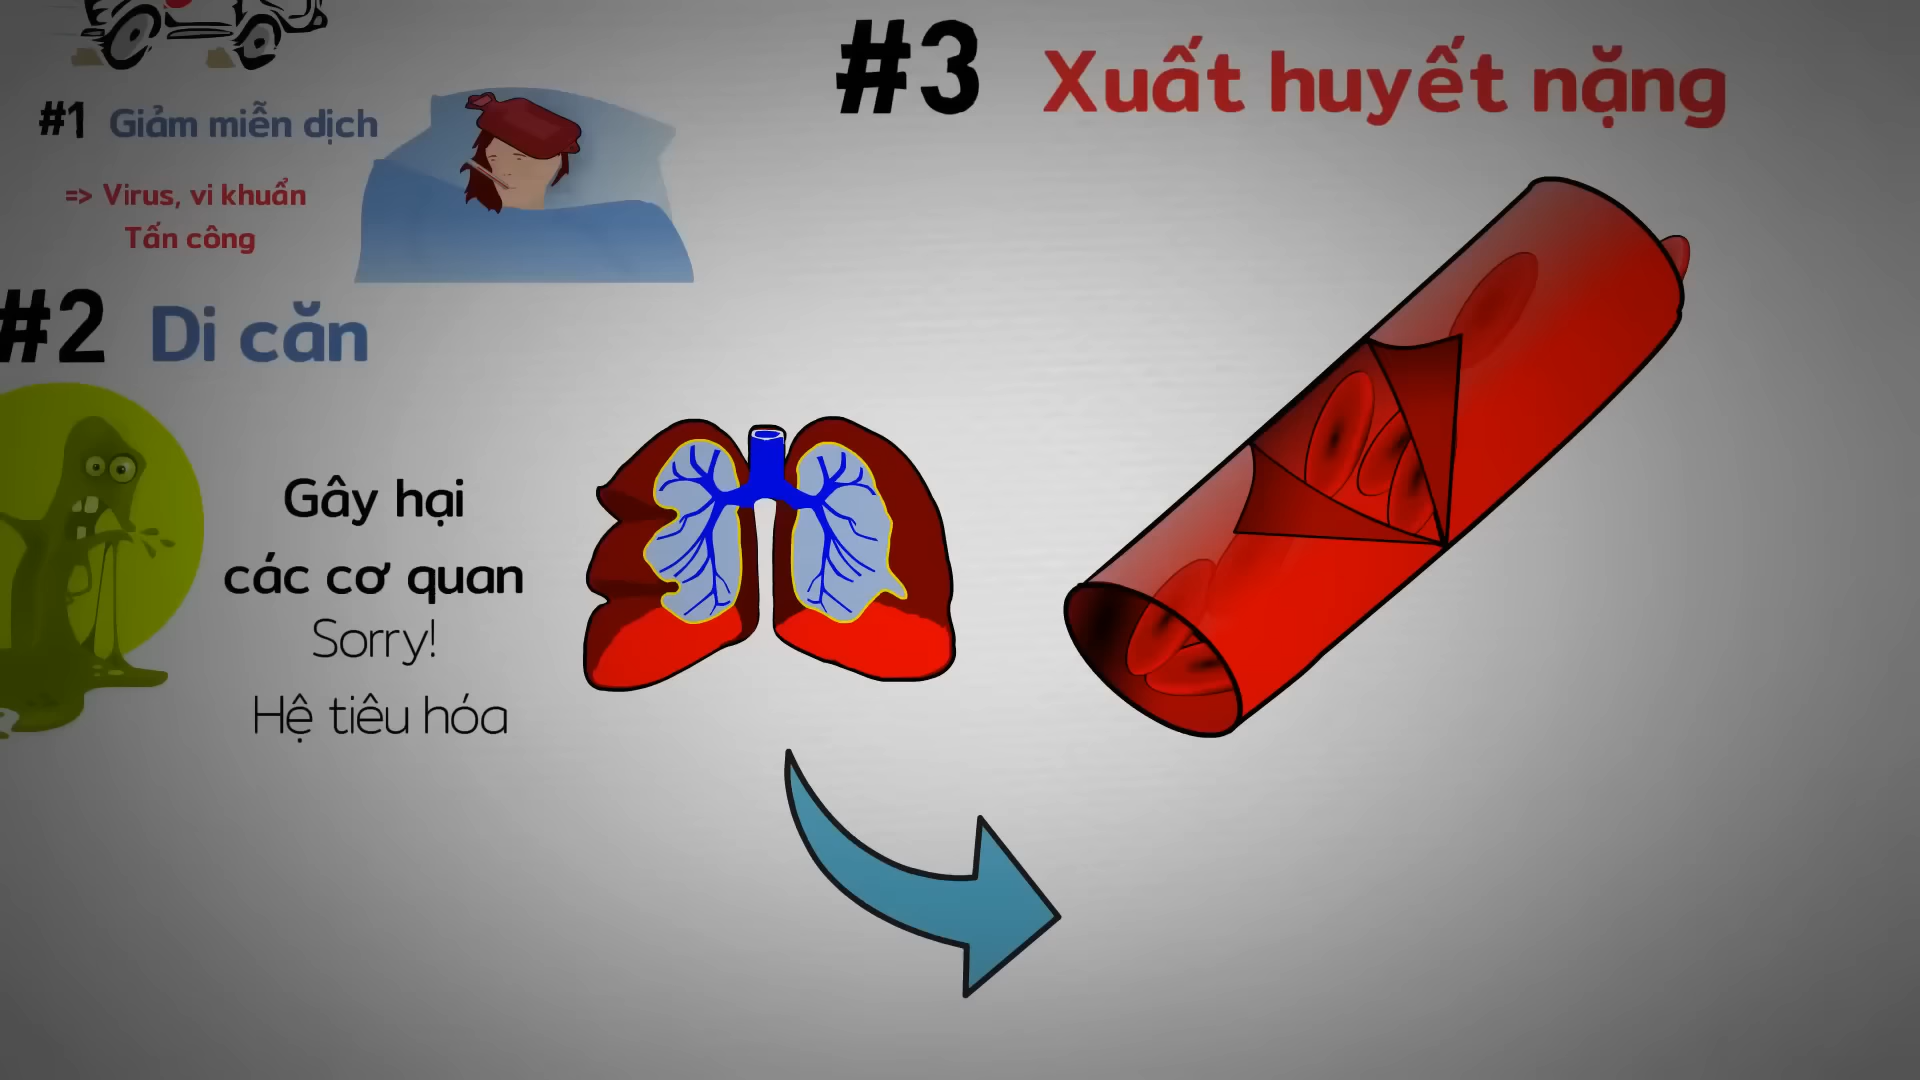 #1 Giảm miễn dịch
=> Virus, vi khuẩn
Tấn công
#2 Di căn
Gây hại
các cơ quan
Sorry!
Hệ tiêu hóa
#3 Xuất huyết nặng